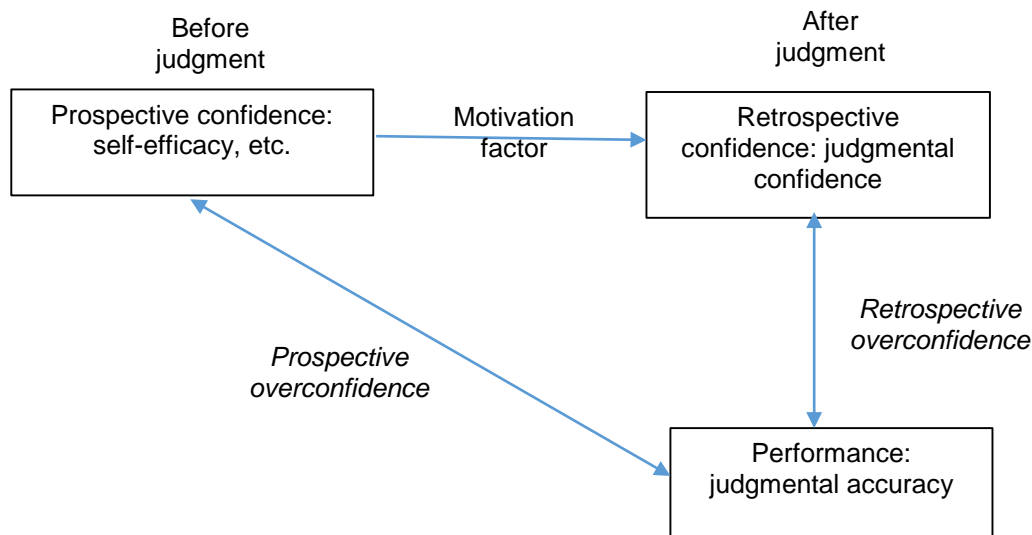 Before
judgment
After
judgment
Prospective confidence:
self-efficacy, etc.
Motivation
factor
Retrospective
confidence: judgmental
confidence
Prospective
overconfidence
Retrospective
overconfidence
Performance:
judgmental accuracy